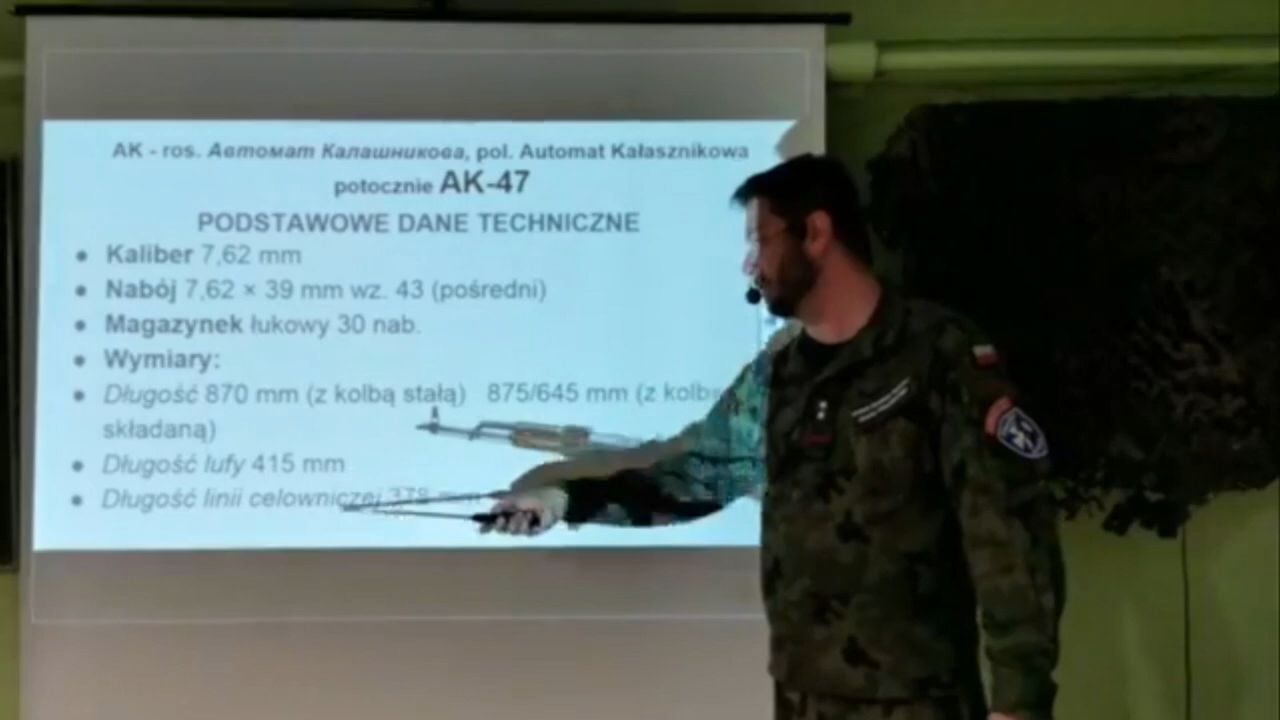 AK - ros. Автомат Калашникова, pol. Automat Kałasznikowa
potocznie AK-47
PODSTAWOWE DANE TECHNICZNE
• Kaliber 7,62 mm
• Nabój 7,62 × 39 mm wz. 43 (pośredni)
• Magazynek łukowy 30 nab.
• Wymiary:
• Długość 870 mm (z kolbą stałą) 875/645 mm (z kolbą
składaną)
• Długość lufy 415 mm
• Długość linii celowniczej 378 mm